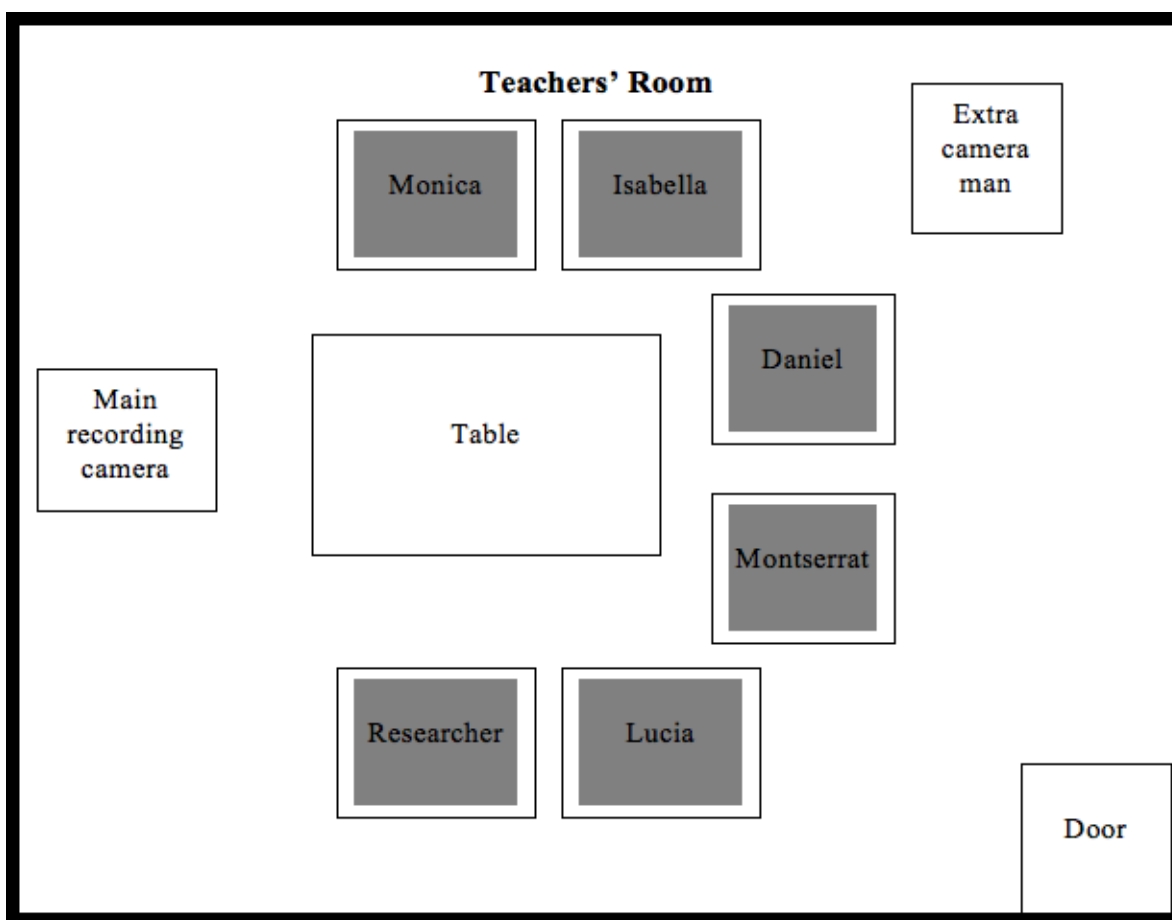 Teachers’ Room
Monica
Isabella
Extra
camera
man
Daniel
Main
recording
camera
Table
Montserrat
Researcher
Lucia
Door